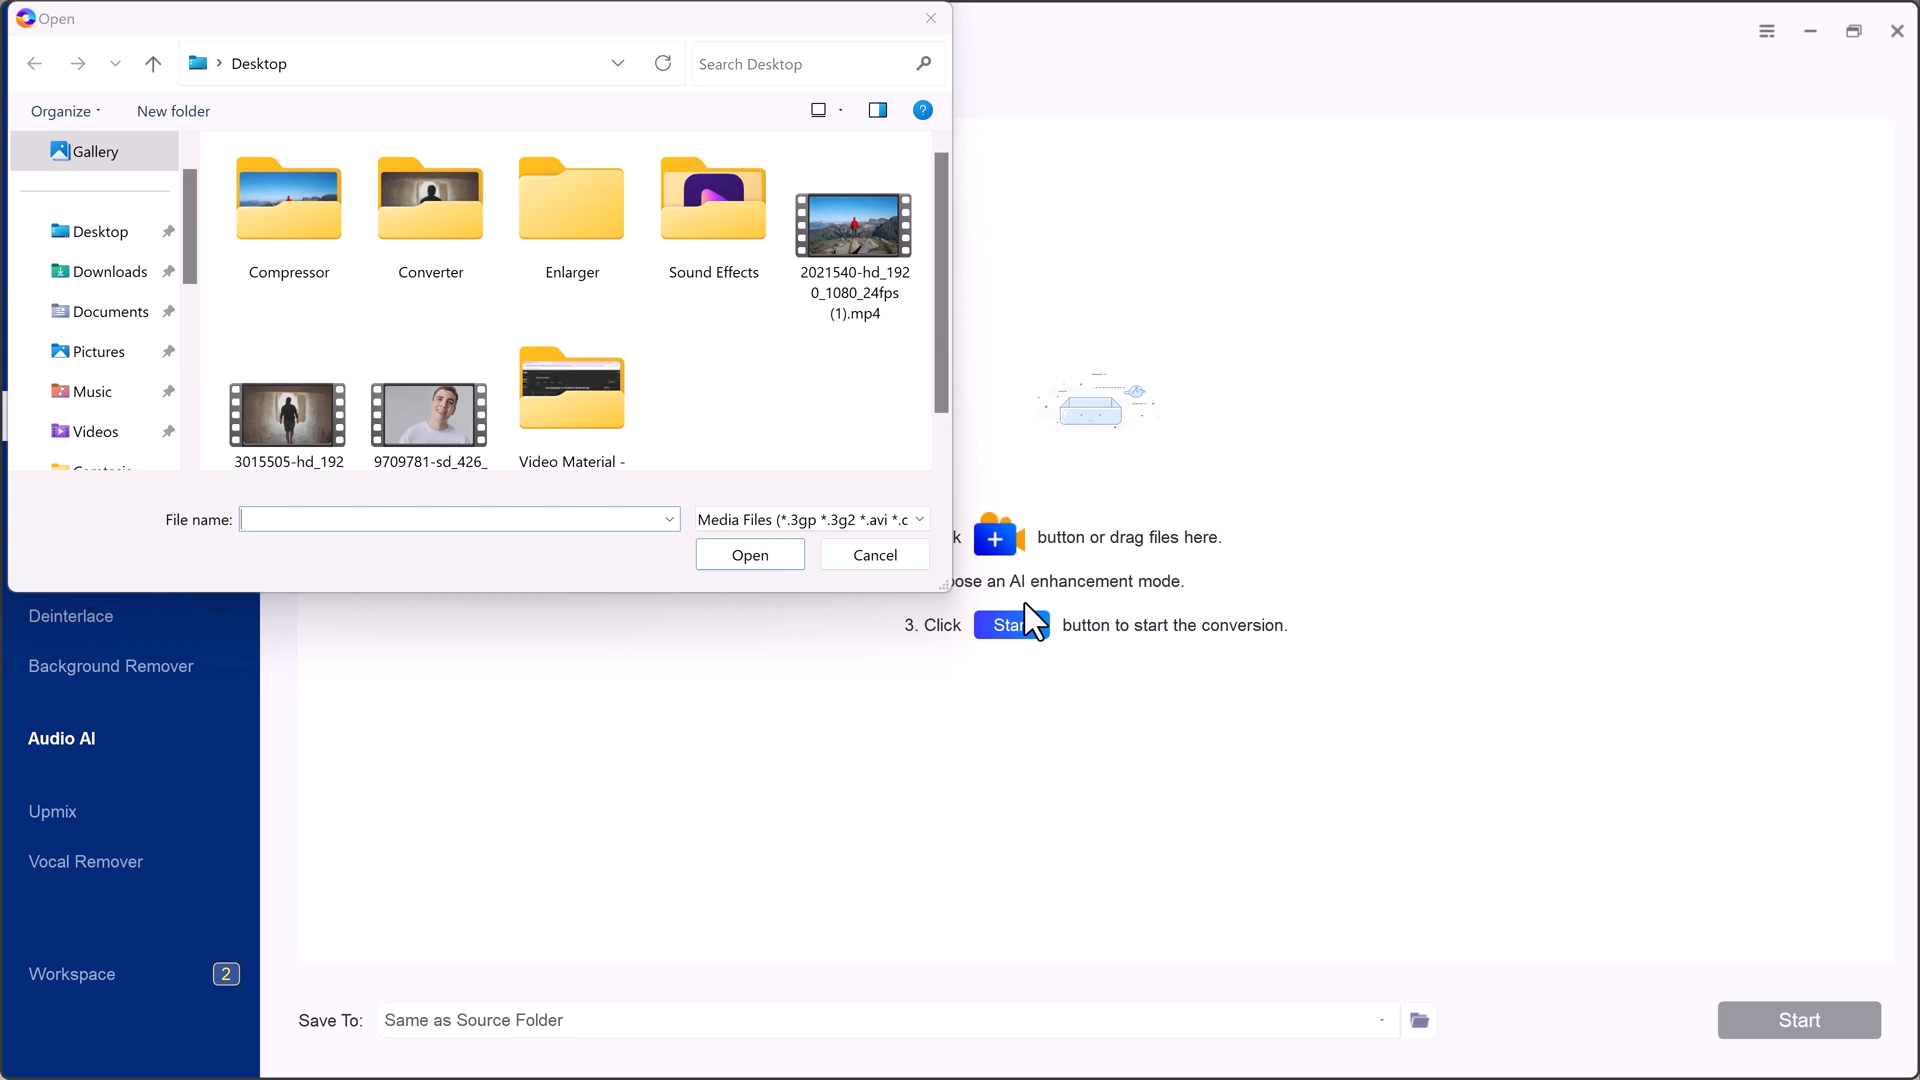 Open
Desktop
Search Desktop
Organize
New folder
Gallery
Desktop
Downloads
Documents
Pictures
Music
Videos
Compressor
Converter
Enlarger
Sound Effects
2021540-hd_192
0_1080_24fps
(1).mp4
3015505-hd_192
9709781-sd_426_
Video Material -
File name:
Media Files (*.3gp *.3g2 *.avi *.c
Open
Cancel
k button or drag files here.
ose an AI enhancement mode.
3. Click Star button to start the conversion.
Deinterlace
Background Remover
Audio AI
Upmix
Vocal Remover
Workspace 2
Save To: Same as Source Folder
Start